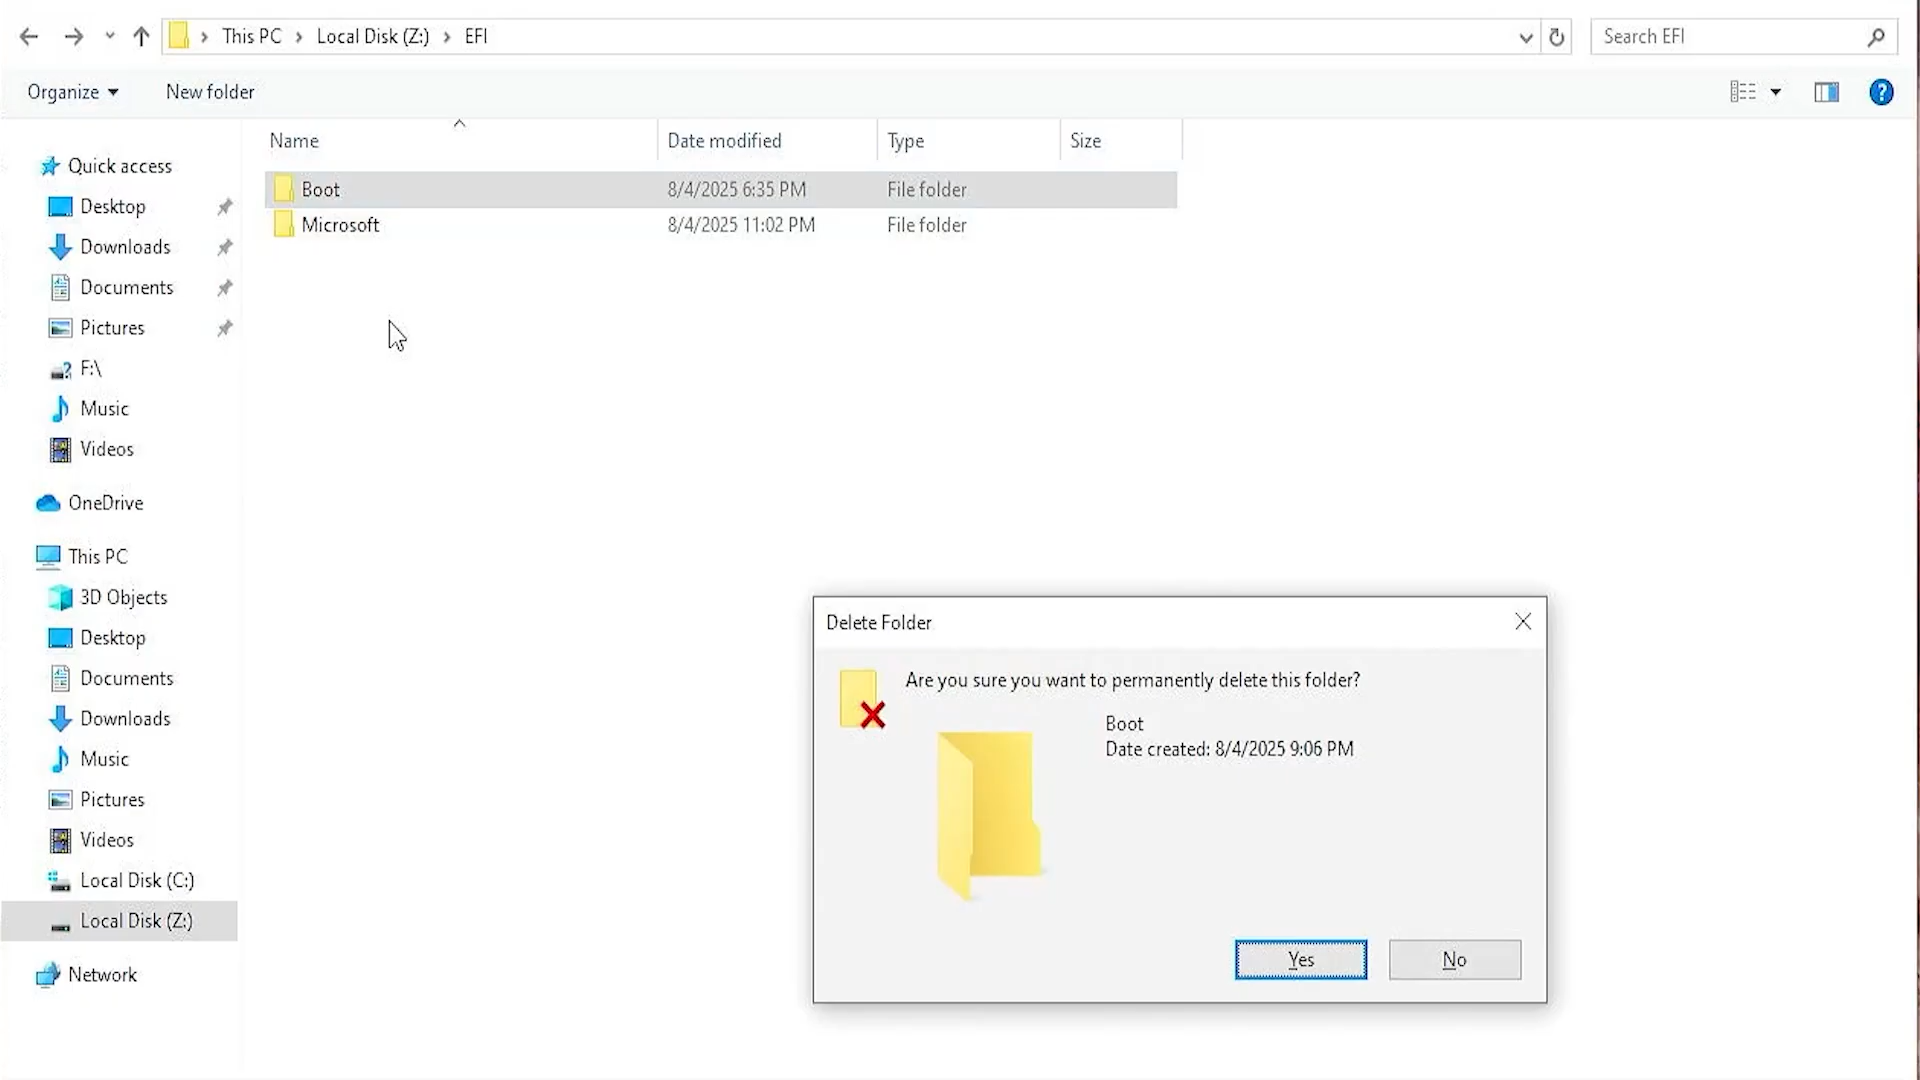 This PC
Local Disk (Z:)
EFI
Search EFI
Organize
New folder
?
Name
Date modified
Type
Size
Boot
8/4/2025 6:35 PM
File folder
Microsoft
8/4/2025 11:02 PM
File folder
Quick access
Desktop
Downloads
Documents
Pictures
F:\
Music
Videos
OneDrive
This PC
3D Objects
Desktop
Documents
Downloads
Music
Pictures
Videos
Local Disk (C:)
Local Disk (Z:)
Network
Delete Folder
Are you sure you want to permanently delete this folder?
Boot
Date created: 8/4/2025 9:06 PM
Yes
No